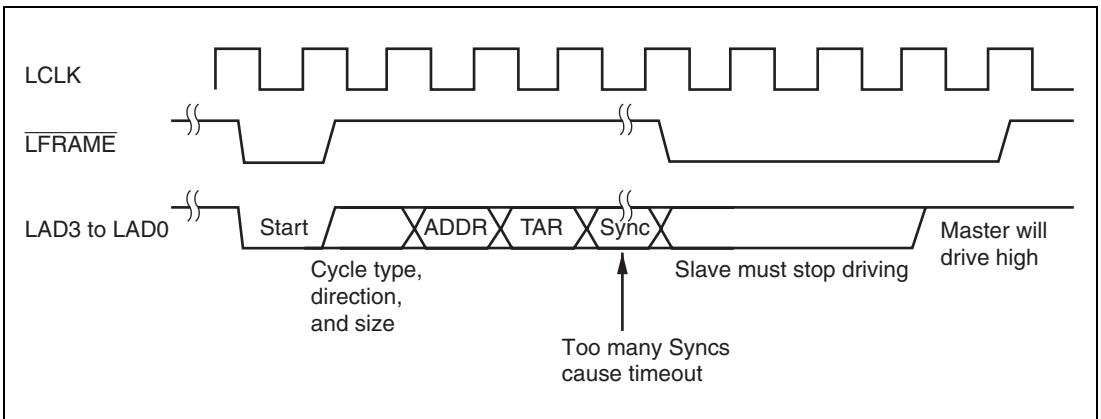 LCLK
LFRAME
LAD3 to LAD0
Start
ADDR
TAR
Sync
Cycle type,
direction,
and size
Slave must stop driving
Master will
drive high
Too many Syncs
cause timeout